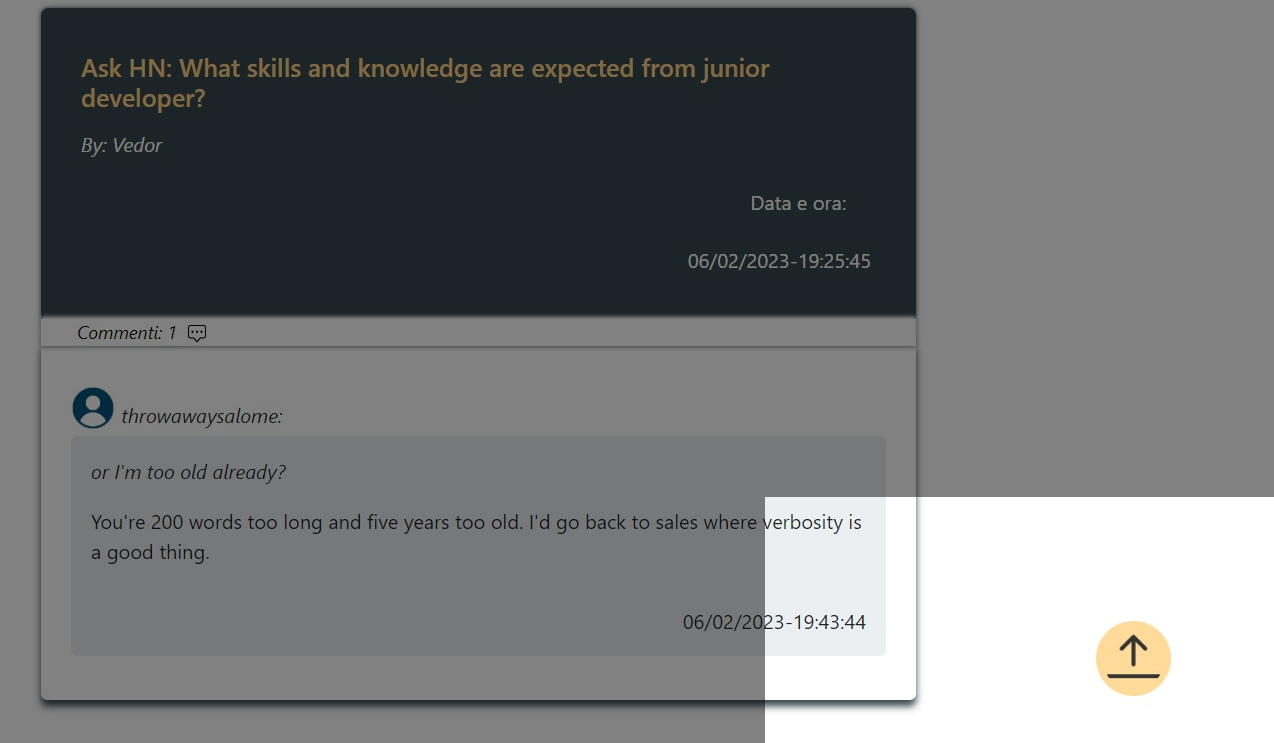 Ask HN: What skills and knowledge are expected from junior
developer?
By: Vedor
Data e ora:
06/02/2023-19:25:45
Commenti: 1
throwawaysalome:
or I'm too old already?
You're 200 words too long and five years too old. I'd go back to sales where verbosity is
a good thing.
06/02/2023-19:43:44